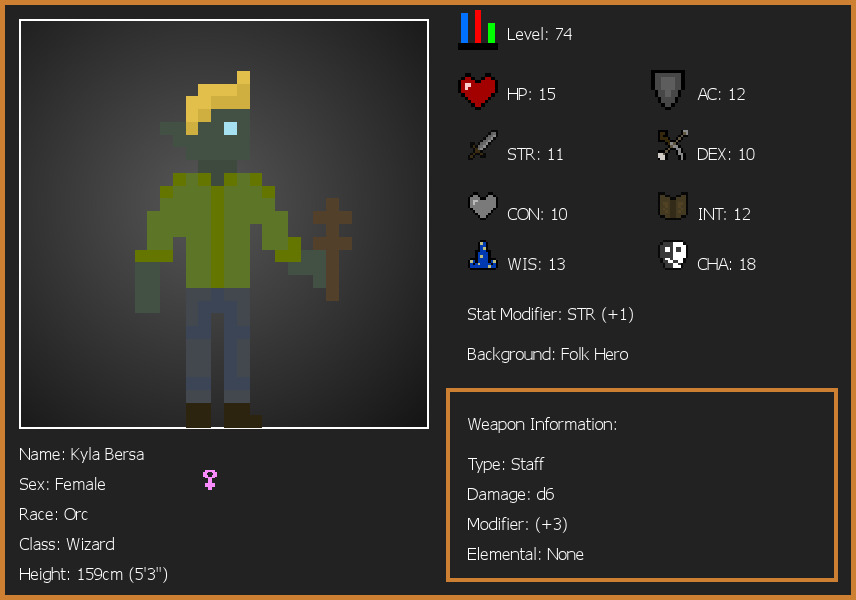 Level: 74
HP: 15
AC: 12
STR: 11
DEX: 10
CON: 10
INT: 12
WIS: 13
CHA: 18
Stat Modifier: STR (+1)
Background: Folk Hero
Weapon Information:
Type: Staff
Damage: d6
Modifier: (+3)
Elemental: None
Name: Kyla Bersa
Sex: Female
Race: Orc
Class: Wizard
Height: 159cm (5'3")